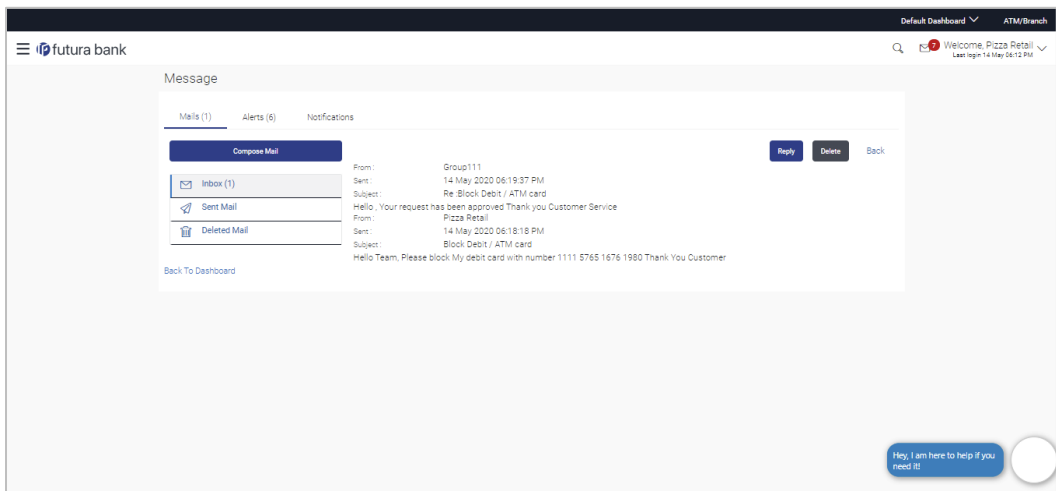 Default Dashboard ATM/Branch
futura bank 7 Welcome, Pizza Retail
Last login 14 May 06:12 PM
Message
Mails (1) Alerts (6) Notifications
Compose Mail Reply Delete Back
From : Group111
Inbox (1) Sent : 14 May 2020 06:19:37 PM
Subject : Re :Block Debit / ATM card
Sent Mail Hello , Your request has been approved Thank you Customer Service
From : Pizza Retail
Deleted Mail Sent : 14 May 2020 06:18:18 PM
Subject : Block Debit / ATM card
Hello Team, Please block My debit card with number 1111 5765 1676 1980 Thank You Customer
Back To Dashboard
Hey, I am here to help if you
need it!